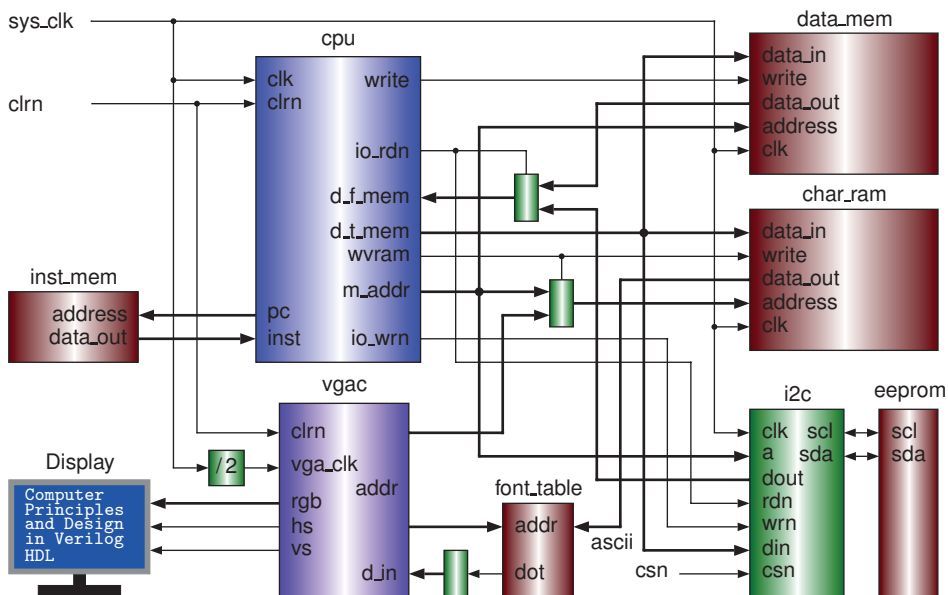 sys_clk
clrn
cpu
clk
clrn
write
io_rdn
d_f_mem
d_t_mem
wvram
m_addr
pc
inst
io_wrn
data_mem
data_in
write
data_out
address
clk
char_ram
data_in
write
data_out
address
clk
inst_mem
address
data_out
vgac
clrn
vga_clk
addr
rgb
hs
vs
d_in
/2
Display
Computer
Principles
and Design
in Verilog
HDL
font_table
addr
dot
ascii
csn
i2c
clk
a
dout
rdn
wrn
din
csn
scl
sda
eeprom
scl
sda